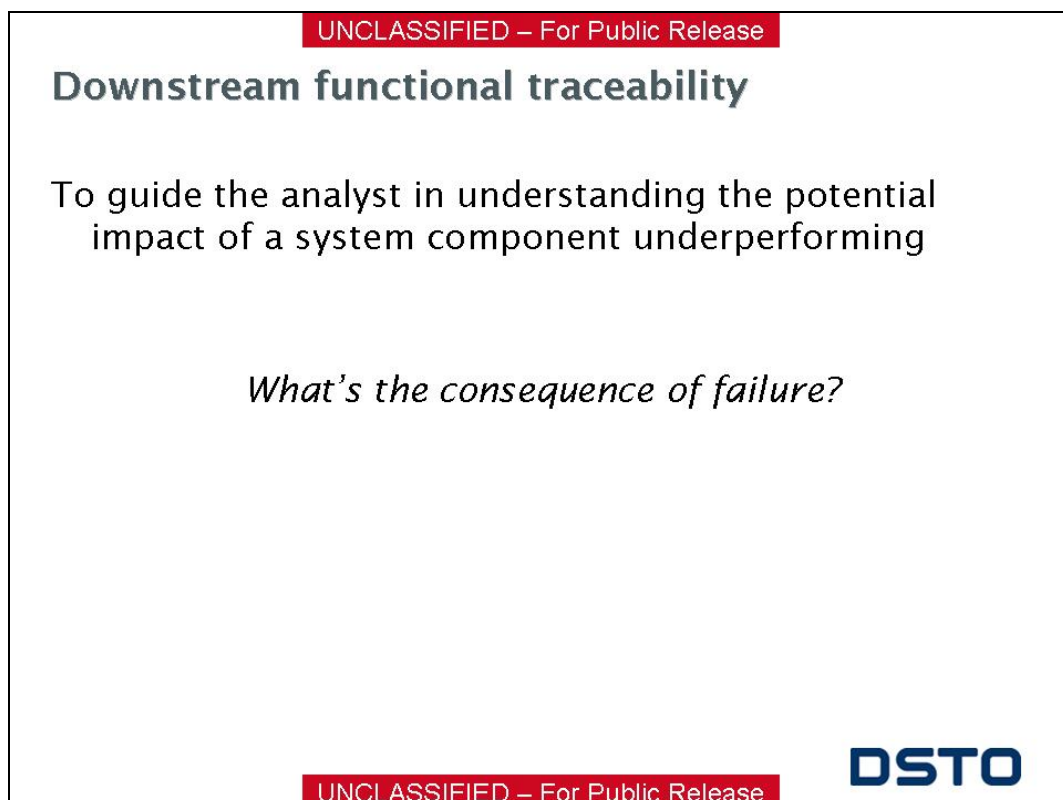 UNCLASSIFIED – For Public Release
Downstream functional traceability
To guide the analyst in understanding the potential
impact of a system component underperforming
What's the consequence of failure?
DSTO
UNCLASSIFIED – For Public Release